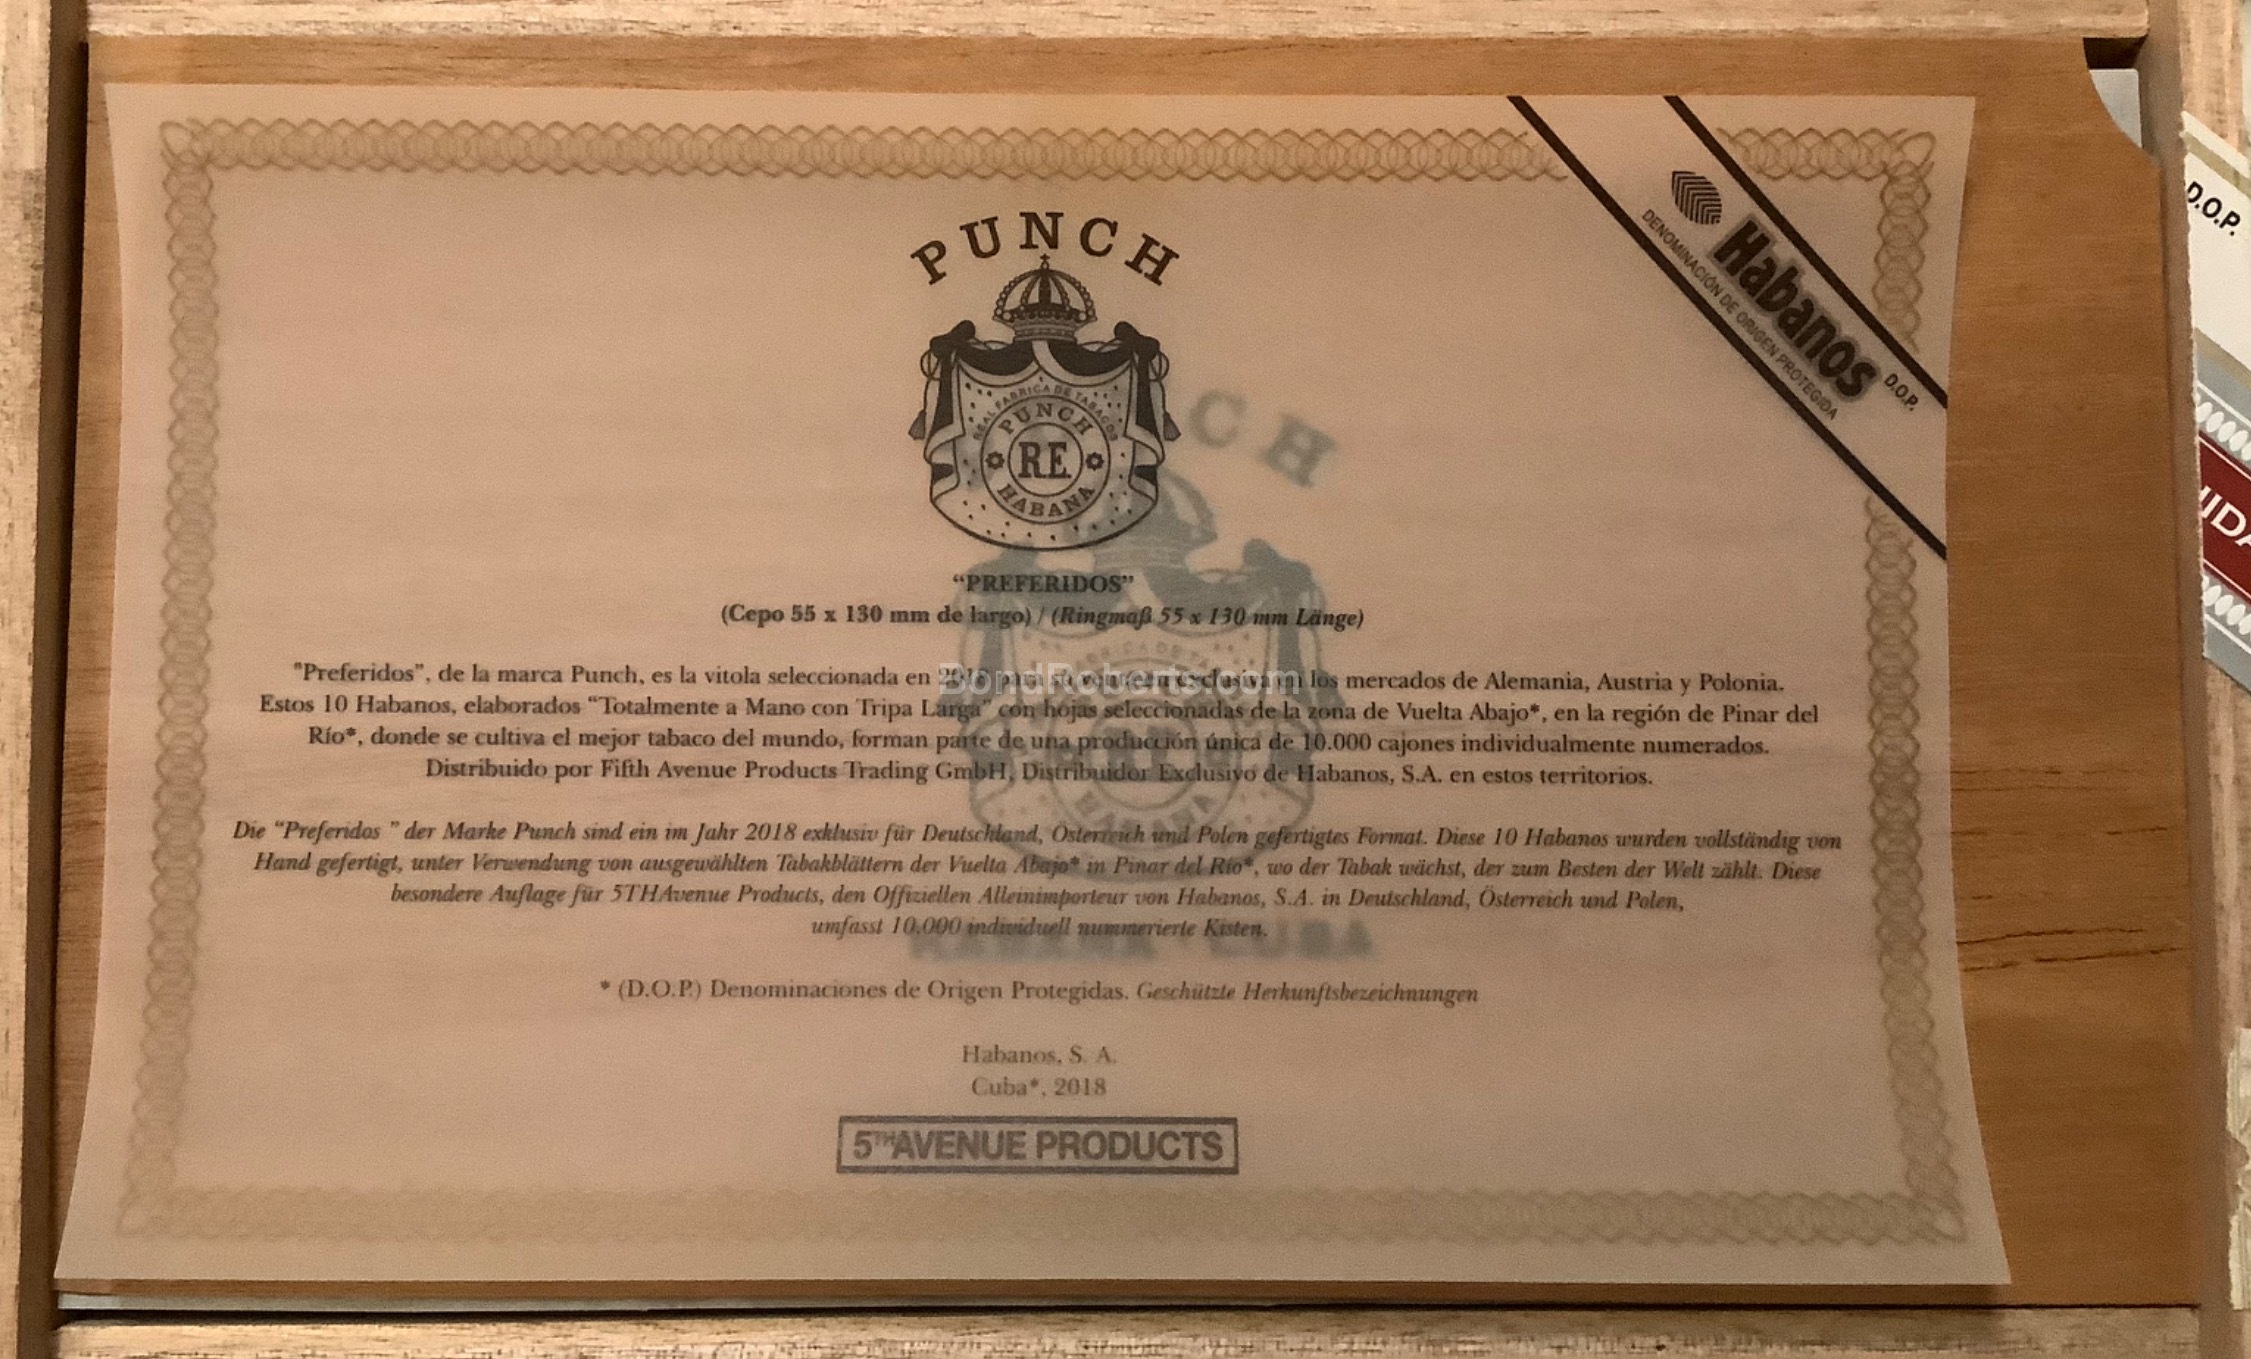 PUNCH
REAL FABRICA DE TABACOS
PUNCH
RE
HABANA
Habanos D.O.P.
DENOMINACIÓN DE ORIGEN PROTEGIDA
D.O.P.
CH
"PREFERIDOS"
(Cepo 55 x 130 mm de largo) / (Ringmaß 55 x 130 mm Länge)
"Preferidos", de la marca Punch, es la vitola seleccionada en para su en los mercados de Alemania, Austria y Polonia.
BondRoberts.com
Estos 10 Habanos, elaborados "Totalmente a Mano con Tripa Larga" con hojas seleccionadas de la zona de Vuelta Abajo*, en la región de Pinar del
Río*, donde se cultiva el mejor tabaco del mundo, forman parte de una producción única de 10.000 cajones individualmente numerados.
Distribuido por Fifth Avenue Products Trading GmbH, Distribuidor Exclusivo de Habanos, S.A. en estos territorios.
Die "Preferidos " der Marke Punch sind ein im Jahr 2018 exklusiv für Deutschland, Österreich und Polen gefertigtes Format. Diese 10 Habanos wurden vollständig von
Hand gefertigt, unter Verwendung von ausgewählten Tabakblättern der Vuelta Abajo* in Pinar del Río*, wo der Tabak wächst, der zum Besten der Welt zählt. Diese
besondere Auflage für 5THAvenue Products, den Offiziellen Alleinimporteur von Habanos, S.A. in Deutschland, Österreich und Polen,
umfasst 10.000 individuell nummerierte Kisten.
HABANA CUBA
* (D.O.P.) Denominaciones de Origen Protegidas. Geschützte Herkunftsbezeichnungen
Habanos, S. A.
Cuba*, 2018
5TH AVENUE PRODUCTS